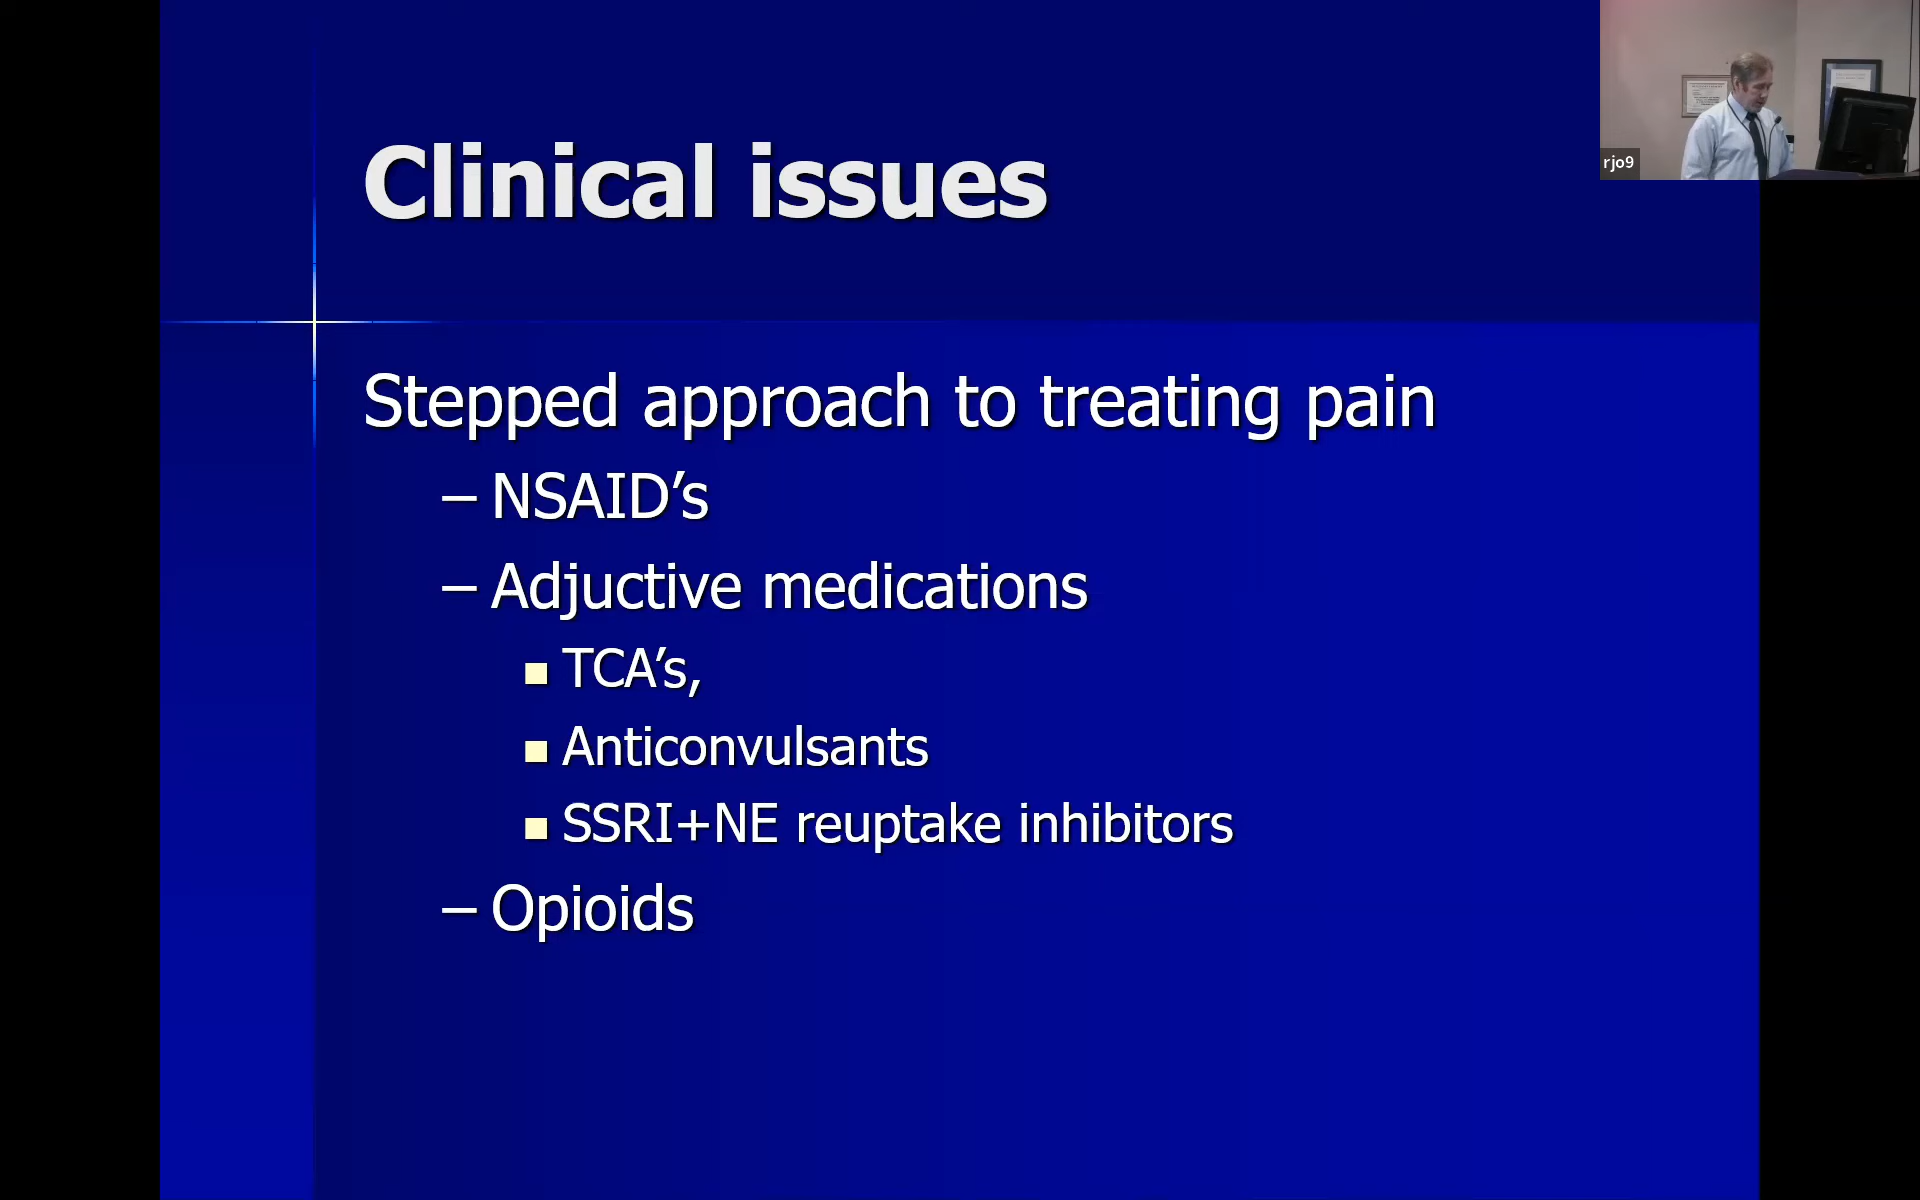 Clinical issues
Stepped approach to treating pain
– NSAID’s
– Adjuctive medications
■ TCA’s,
■ Anticonvulsants
■ SSRI+NE reuptake inhibitors
– Opioids
rjo9